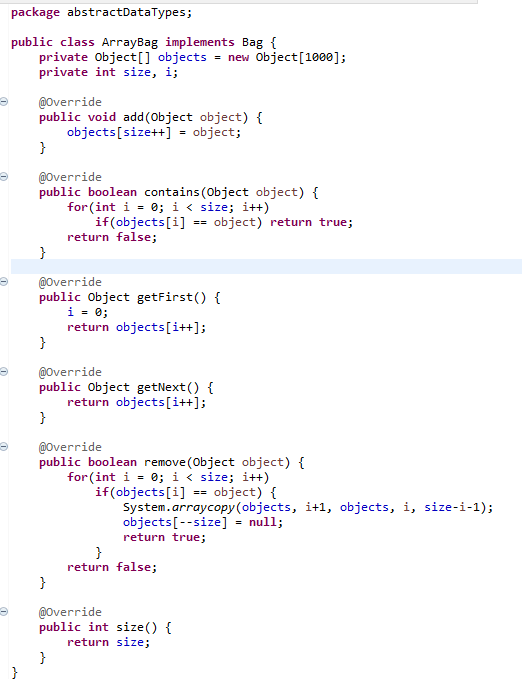 package abstractDataTypes;
public class ArrayBag implements Bag {
    private Object[] objects = new Object[1000];
    private int size, i;
    @Override
    public void add(Object object) {
        objects[size++] = object;
    }
    @Override
    public boolean contains(Object object) {
        for(int i = 0; i < size; i++)
            if(objects[i] == object) return true;
        return false;
    }
    @Override
    public Object getFirst() {
        i = 0;
        return objects[i++];
    }
    @Override
    public Object getNext() {
        return objects[i++];
    }
    @Override
    public boolean remove(Object object) {
        for(int i = 0; i < size; i++)
            if(objects[i] == object) {
                System.arraycopy(objects, i+1, objects, i, size-i-1);
                objects[--size] = null;
                return true;
            }
        return false;
    }
    @Override
    public int size() {
        return size;
    }
}